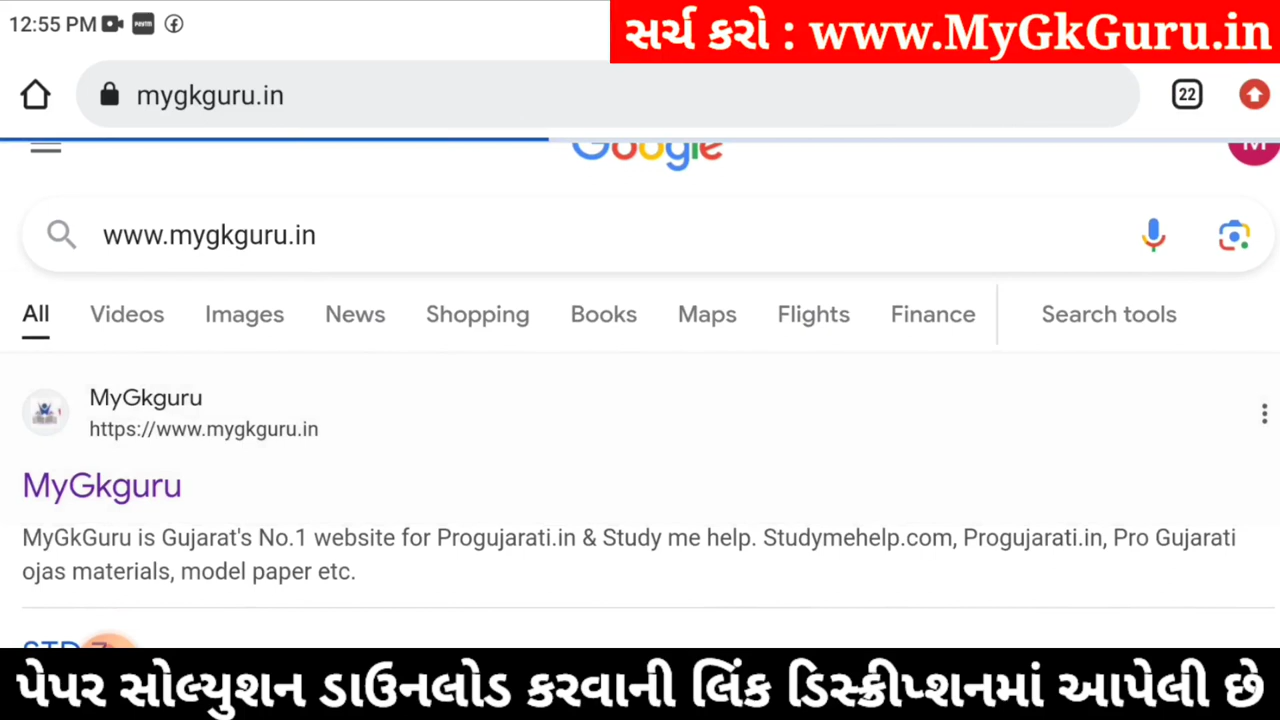 12:55 PM
સર્ચ કરો : www.MyGkGuru.in
mygkguru.in
22
Google
M
www.mygkguru.in
All Videos Images News Shopping Books Maps Flights Finance Search tools
MyGkguru
https://www.mygkguru.in
MyGkguru
MyGkGuru is Gujarat's No.1 website for Progujarati.in & Study me help. Studymehelp.com, Progujarati.in, Pro Gujarati
ojas materials, model paper etc.
STD 7
પેપર સોલ્યુશન ડાઉનલોડ કરવાની લિંક ડિસ્ક્રીપ્શનમાં આપેલી છે